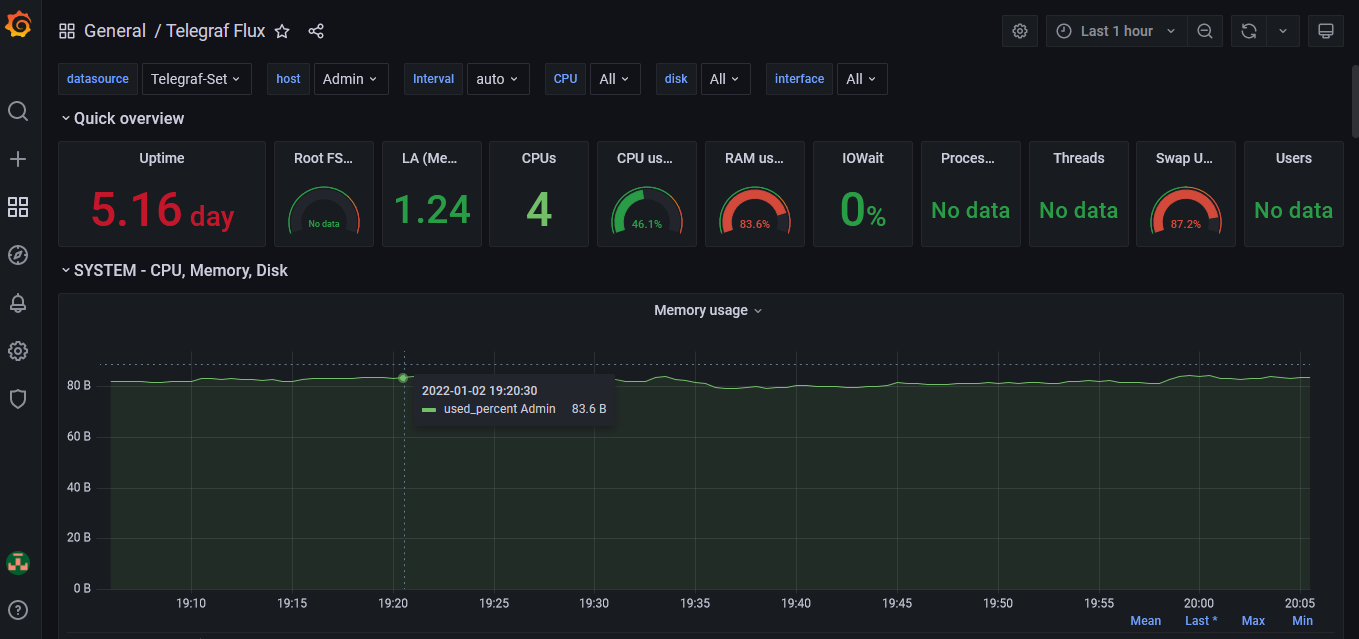 General / Telegraf Flux
Last 1 hour
datasource Telegraf-Set host Admin Interval auto CPU All disk All interface All
Quick overview
Uptime Root FS... LA (Me... CPUs CPU us... RAM us... IOWait Proces... Threads Swap U... Users
5.16 day No data 1.24 4 46.1% 83.6% 0% No data No data 87.2% No data
SYSTEM - CPU, Memory, Disk
Memory usage
80 B
2022-01-02 19:20:30
used_percent Admin 83.6 B
60 B
40 B
20 B
0 B
19:10 19:15 19:20 19:25 19:30 19:35 19:40 19:45 19:50 19:55 20:00 20:05
Mean Last * Max Min